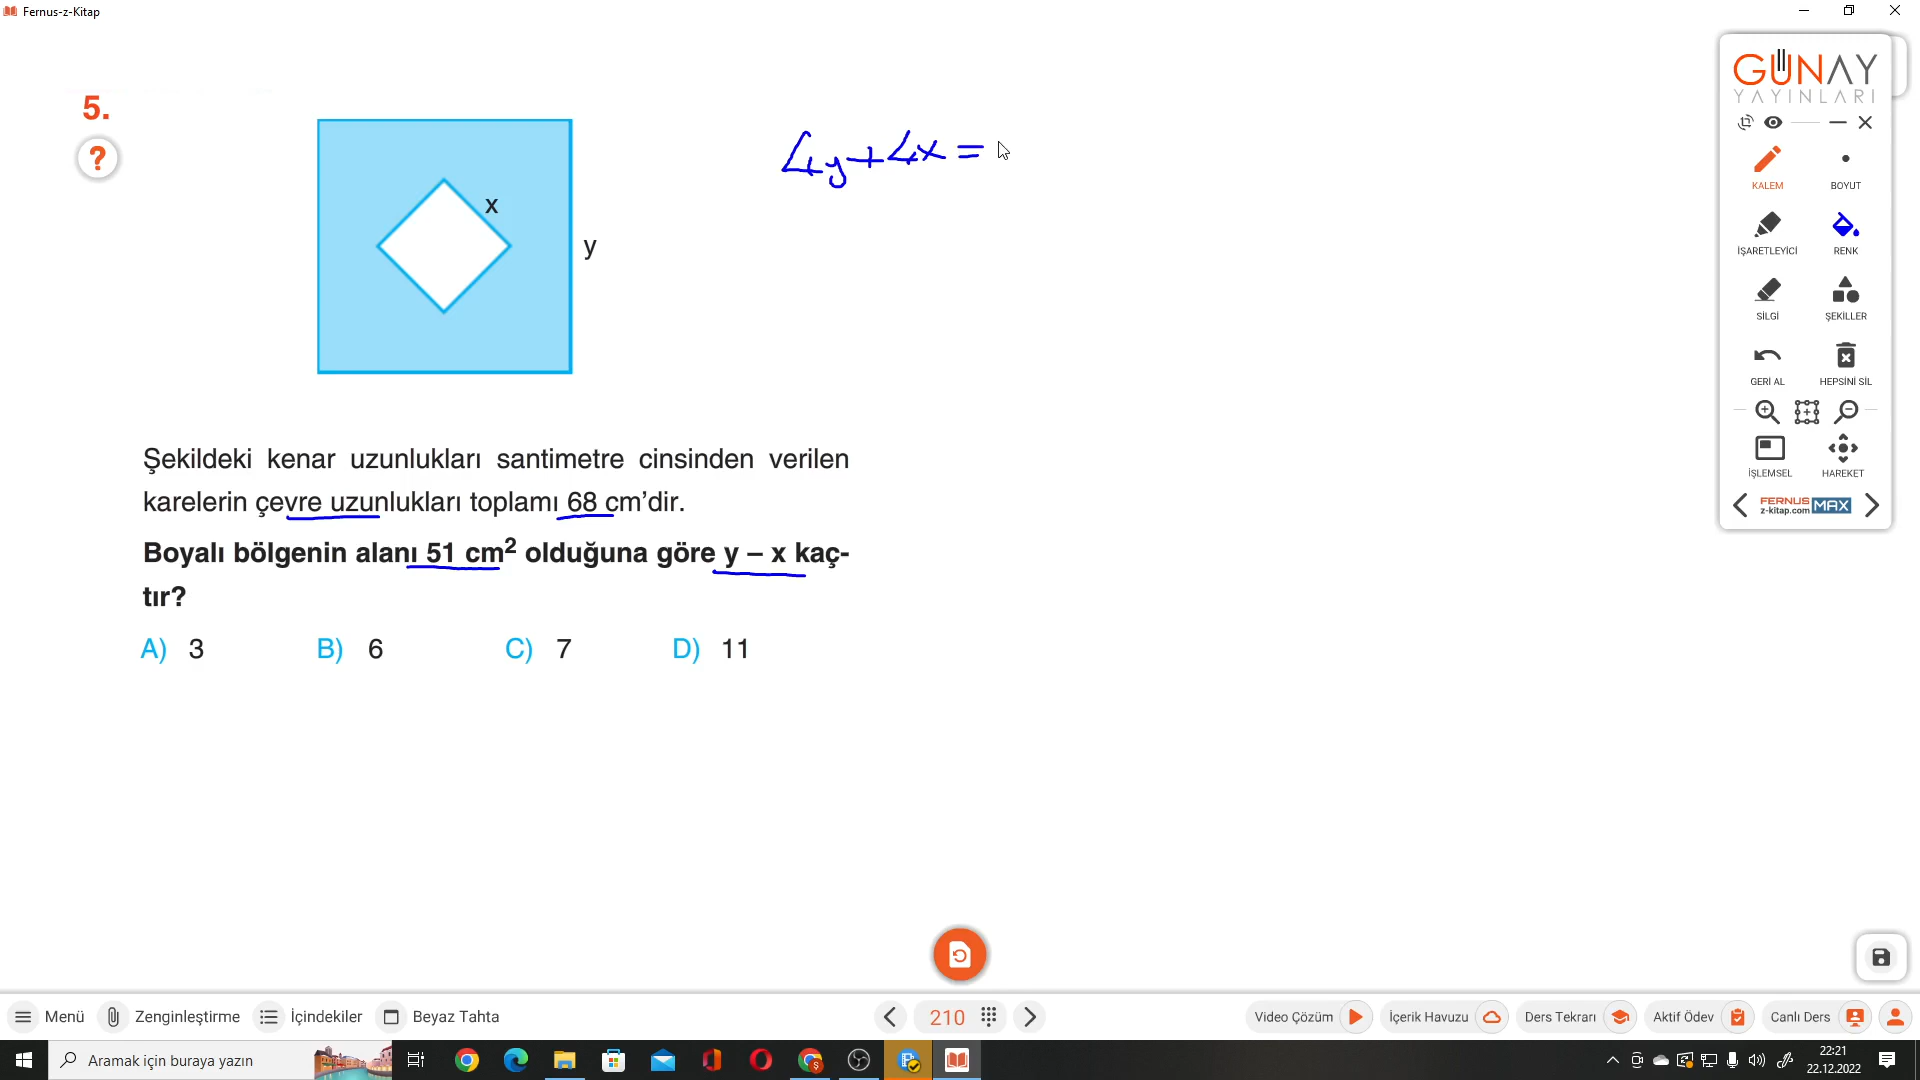 Fernus-z-Kitap
5.
?
x
y
4y+4x=
Şekildeki kenar uzunlukları santimetre cinsinden verilen
karelerin çevre uzunlukları toplamı 68 cm’dir.
Boyalı bölgenin alanı 51 cm² olduğuna göre y – x kaç-
tır?
A) 3 B) 6 C) 7 D) 11
GÜNAY
YAYINLARI
KALEM BOYUT
İŞARETLEYİCİ RENK
SİLGİ ŞEKİLLER
GERİ AL HEPSİNİ SİL
İŞLEMSEL HAREKET
FERNUS
z-kitap.com MAX
Menü Zenginleştirme İçindekiler Beyaz Tahta 210 Video Çözüm İçerik Havuzu Ders Tekrarı Aktif Ödev Canlı Ders
Aramak için buraya yazın
22:21
22.12.2022